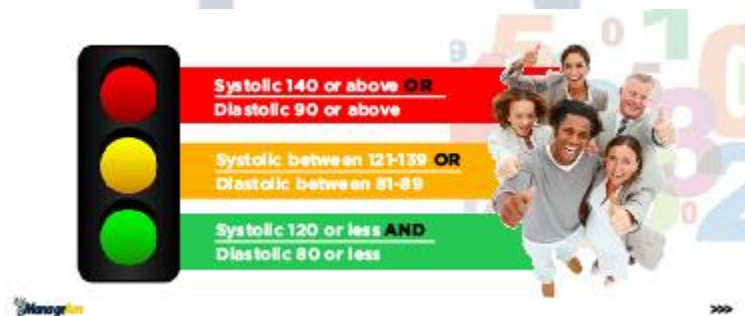 Systolic 140 or above OR
Diastolic 90 or above
Systolic between 121-139 OR
Diastolic between 81-89
Systolic 120 or less AND
Diastolic 80 or less
>>>